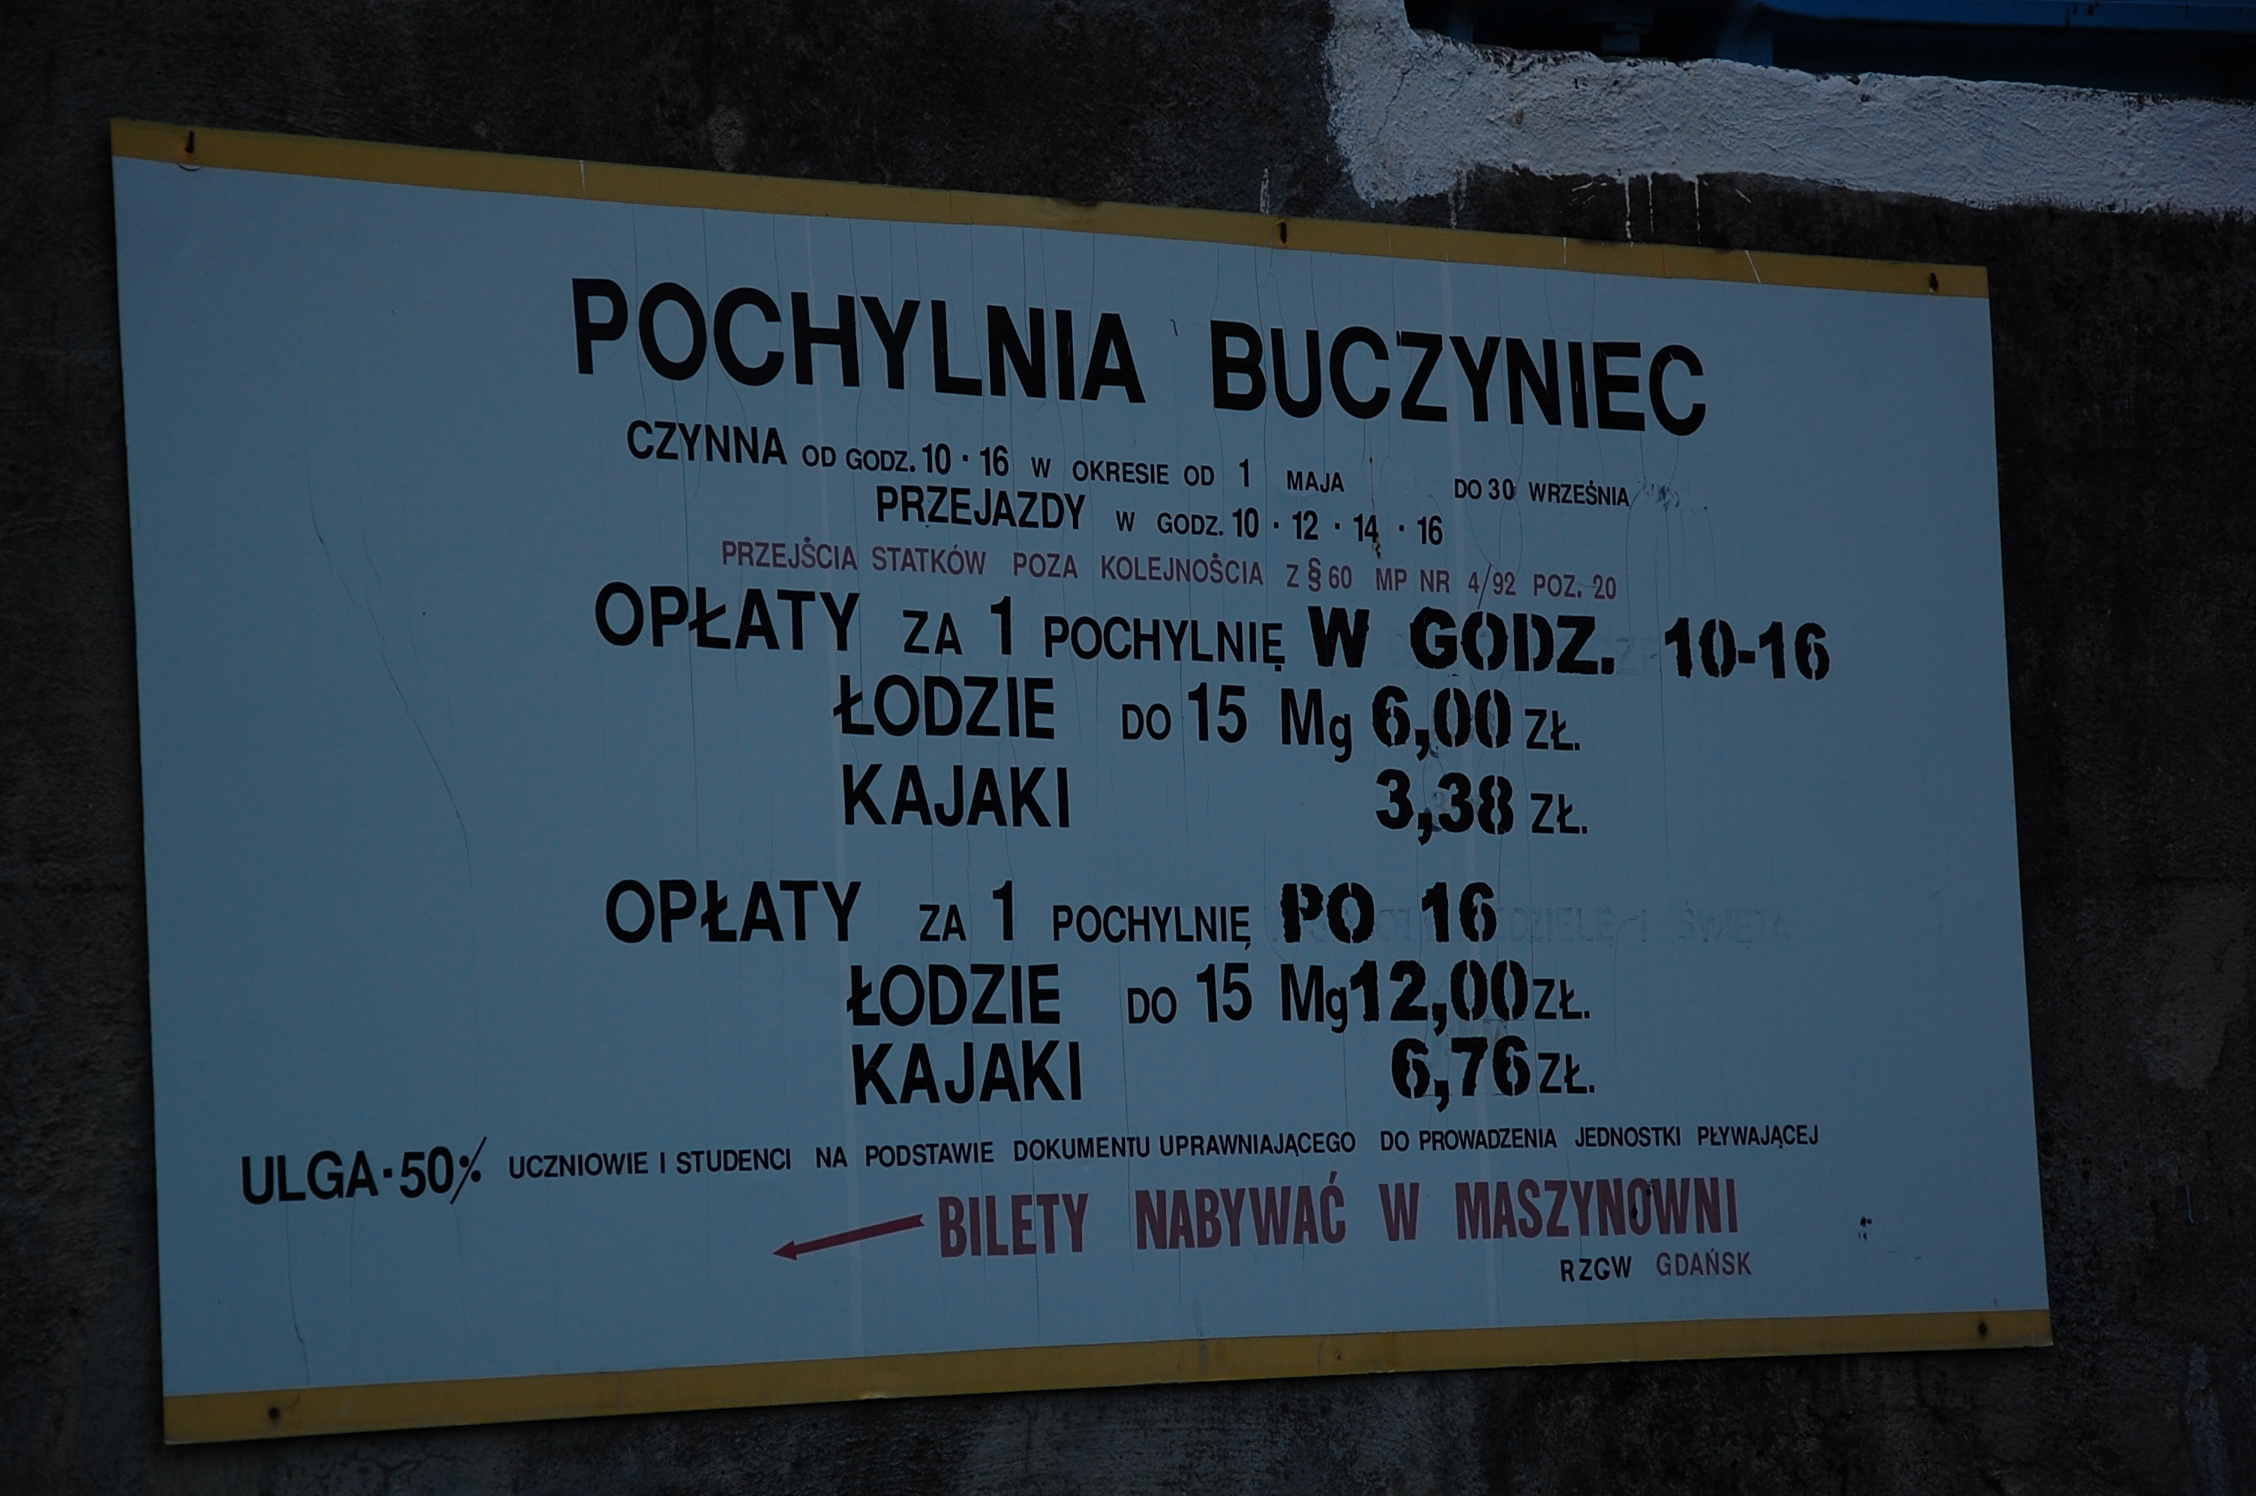 POCHYLNIA BUCZYNIEC
CZYNNA OD GODZ. 10 · 16 W OKRESIE OD 1 MAJA DO 30 WRZEŚNIA
PRZEJAZDY W GODZ. 10 · 12 · 14 · 16
PRZEJŚCIA STATKÓW POZA KOLEJNOŚCIA Z § 60 MP NR 4/92 POZ. 20
OPŁATY ZA 1 POCHYLNIĘ W GODZ. 10-16
ŁODZIE DO 15 Mg 6,00 ZŁ.
KAJAKI 3,38 ZŁ.
OPŁATY ZA 1 POCHYLNIĘ PO 16
ŁODZIE DO 15 Mg 12,00 ZŁ.
KAJAKI 6,76 ZŁ.
ULGA·50% UCZNIOWIE I STUDENCI NA PODSTAWIE DOKUMENTU UPRAWNIAJĄCEGO DO PROWADZENIA JEDNOSTKI PŁYWAJĄCEJ
BILETY NABYWAĆ W MASZYNOWNI
RZGW GDAŃSK